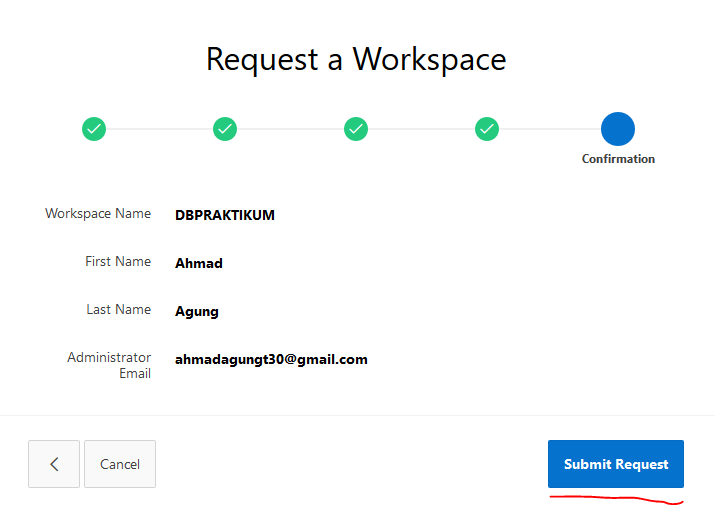 Request a Workspace
Confirmation
Workspace Name DBPRAKTIKUM
First Name Ahmad
Last Name Agung
Administrator Email ahmadagungt30@gmail.com
Cancel
Submit Request